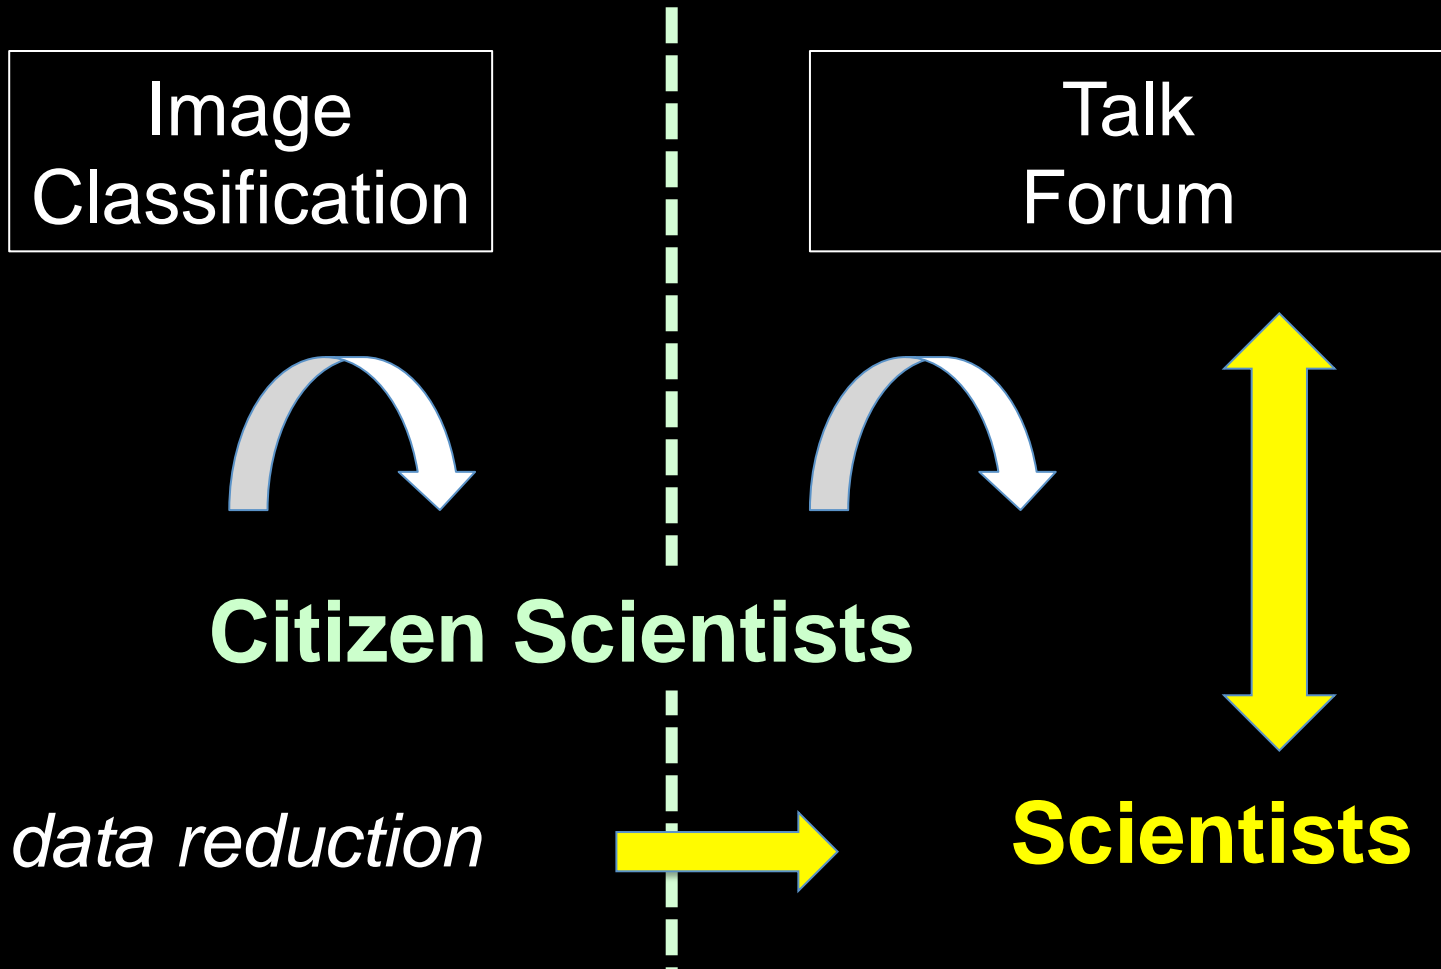 Image
Classification
Talk
Forum
Citizen Scientists
data reduction
Scientists